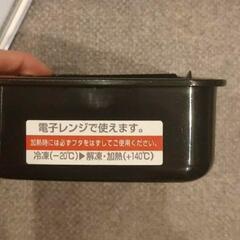 電子レンジで使えます。
加熱時には必ずフタをはずしてご使用ください。
冷凍(−20℃)▶解凍・加熱(+140℃)